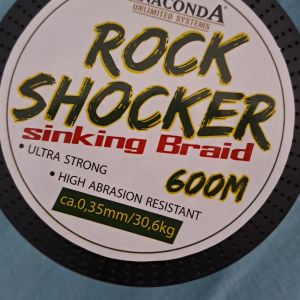 ANACONDA
UNLIMITED SYSTEMS
ROCK
SHOCKER
sinking Braid
• ULTRA STRONG
• HIGH ABRASION RESISTANT
600M
ca.0,35mm/30,6kg